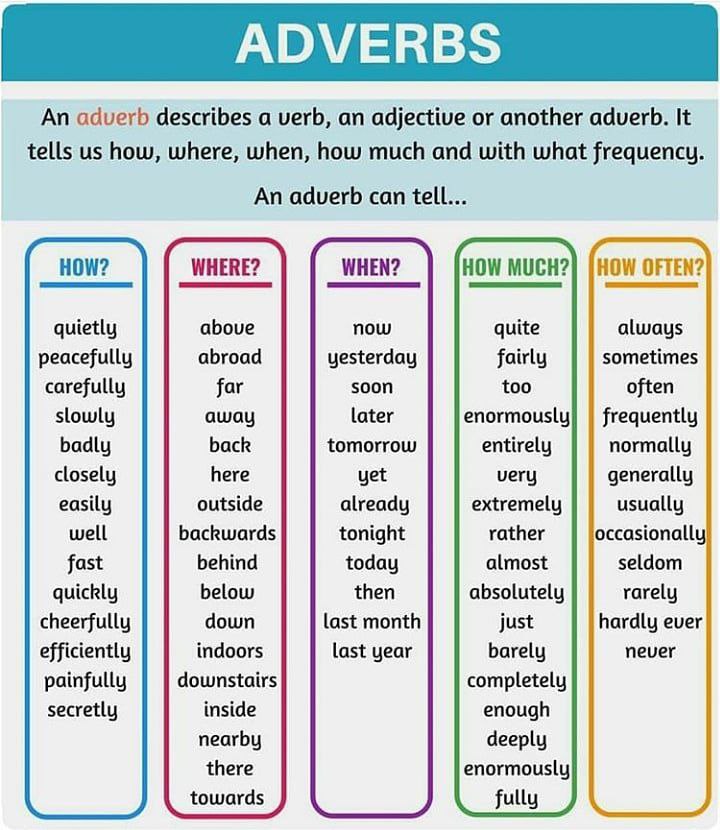 ADVERBS
An adverb describes a verb, an adjective or another adverb. It
tells us how, where, when, how much and with what frequency.
An adverb can tell...
HOW?
quietly
peacefully
carefully
slowly
badly
closely
easily
well
fast
quickly
cheerfully
efficiently
painfully
secretly
WHERE?
above
abroad
far
away
back
here
outside
backwards
behind
below
down
indoors
downstairs
inside
nearby
there
towards
WHEN?
now
yesterday
soon
later
tomorrow
yet
already
tonight
today
then
last month
last year
HOW MUCH?
quite
fairly
too
enormously
entirely
very
extremely
rather
almost
absolutely
just
barely
completely
enough
deeply
enormously
fully
HOW OFTEN?
always
sometimes
often
frequently
normally
generally
usually
occasionally
seldom
rarely
hardly ever
never